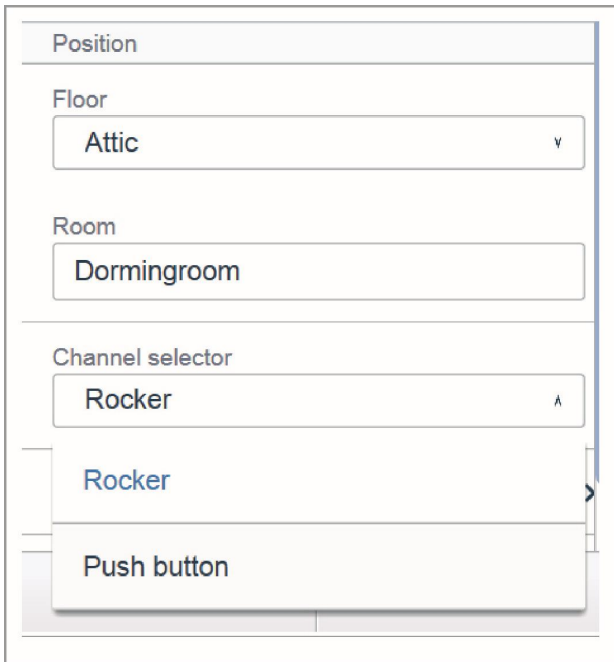 Position
Floor
Attic
Room
Dormingroom
Channel selector
Rocker
Rocker
Push button